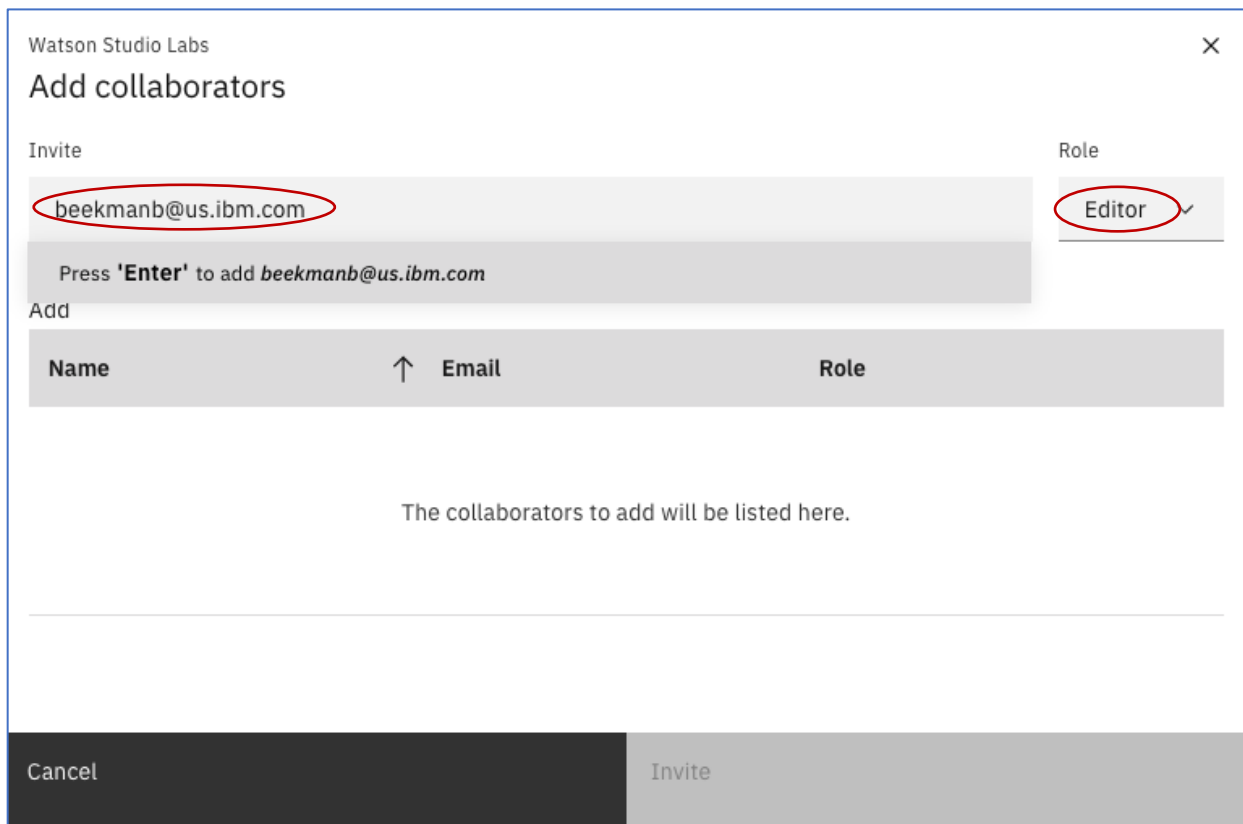 Watson Studio Labs
Add collaborators
Invite
Role
beekmanb@us.ibm.com
Editor
Press 'Enter' to add beekmanb@us.ibm.com
Add
Name
Email
Role
The collaborators to add will be listed here.
Cancel
Invite